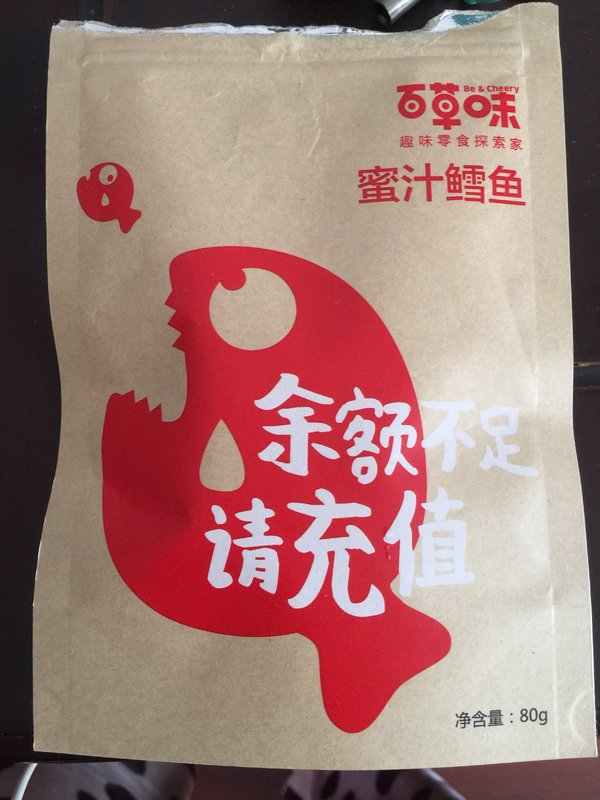 Be & Cheery
百草味
趣味零食探索家
蜜汁鳕鱼
余额不足
请充值
净含量：80g